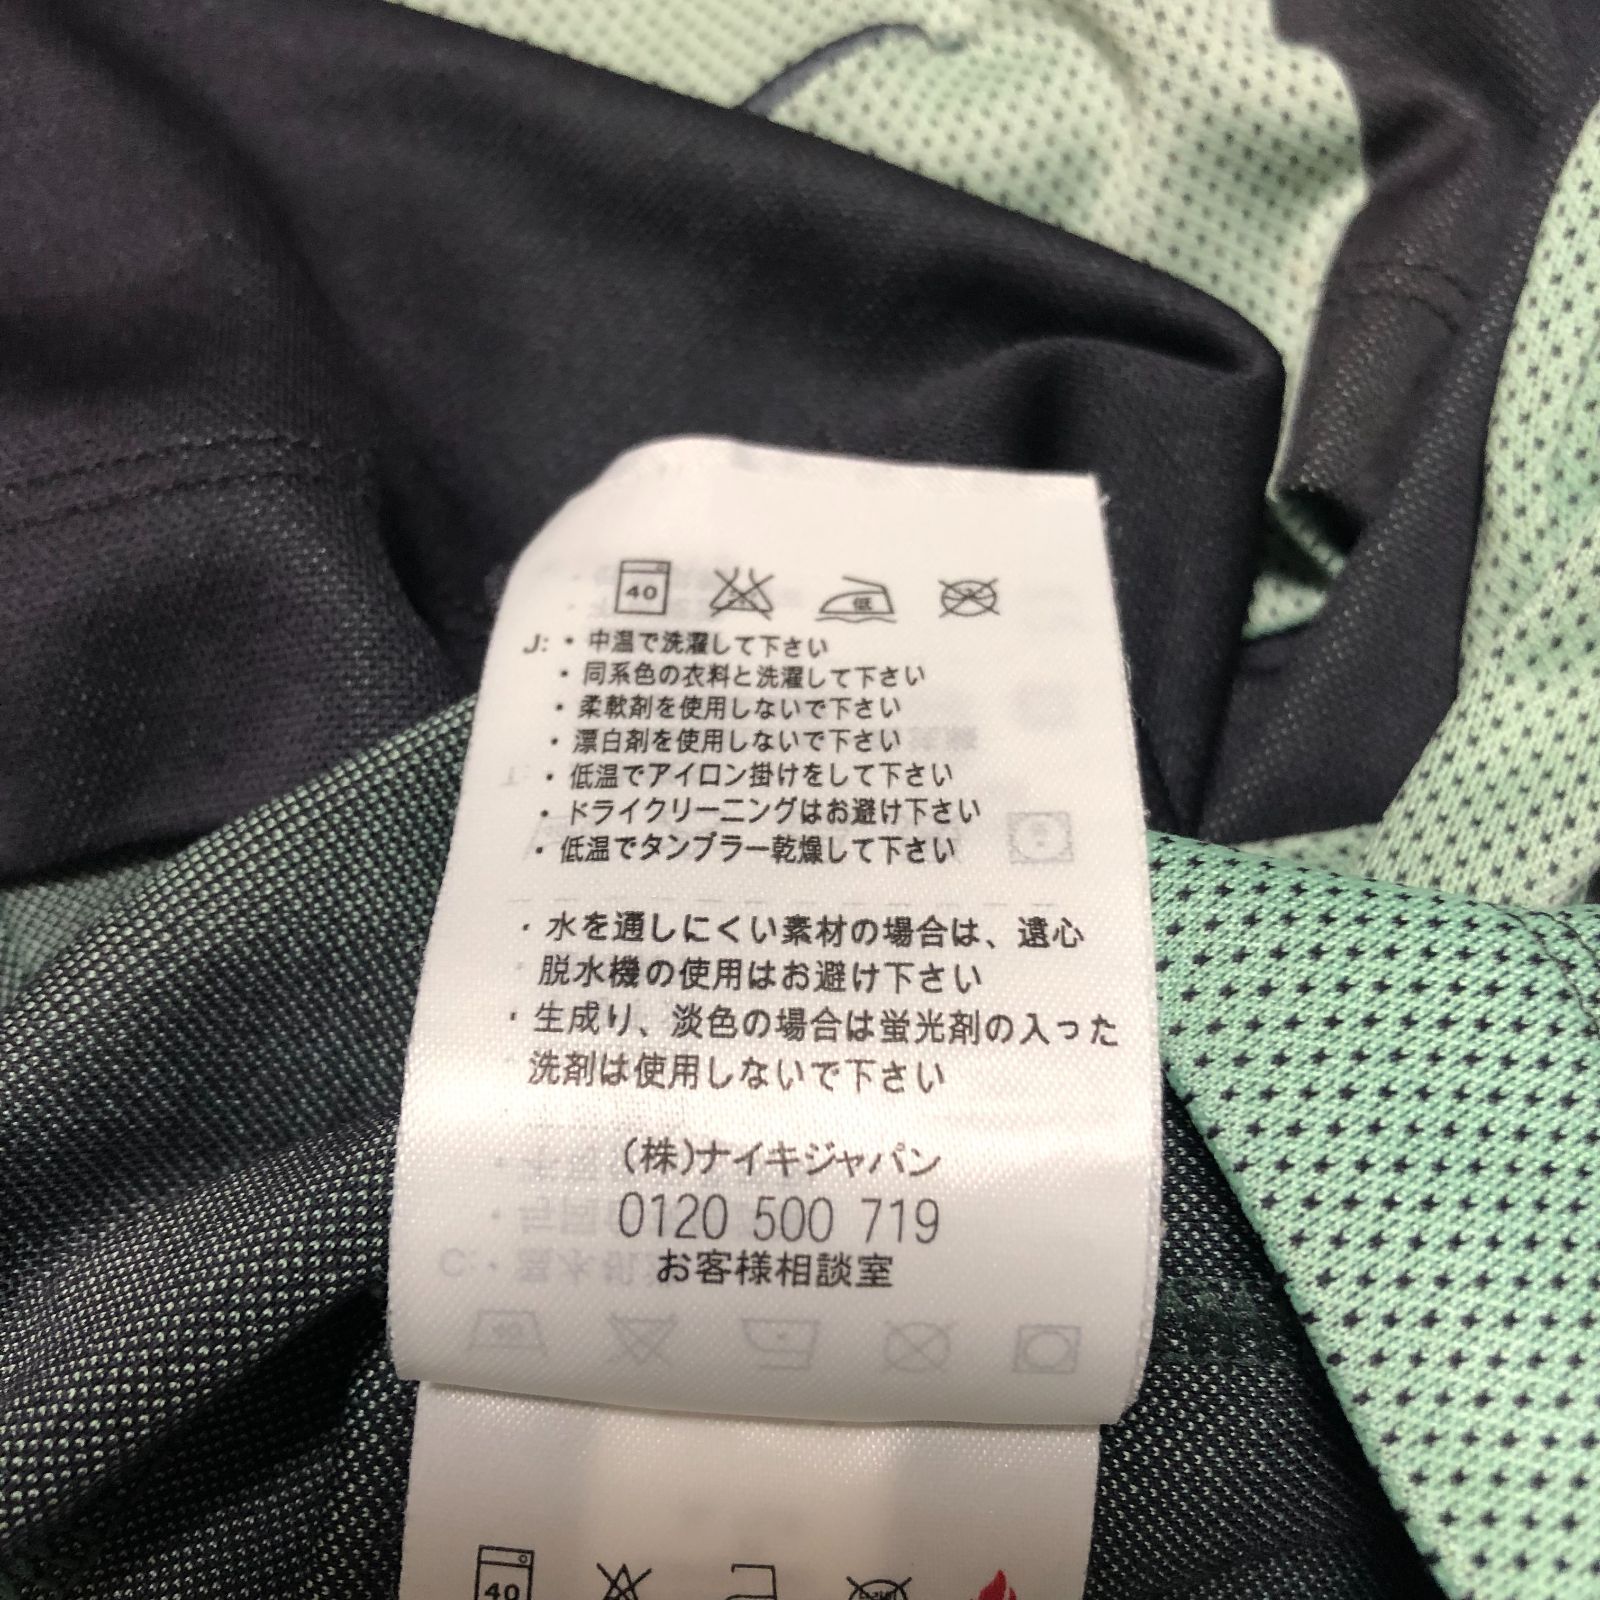 40 低
J: ・中温で洗濯して下さい
・同系色の衣料と洗濯して下さい
・柔軟剤を使用しないで下さい
・漂白剤を使用しないで下さい
・低温でアイロン掛けをして下さい
・ドライクリーニングはお避け下さい
・低温でタンブラー乾燥して下さい
・水を通しにくい素材の場合は、遠心
脱水機の使用はお避け下さい
・生成り、淡色の場合は蛍光剤の入った
洗剤は使用しないで下さい
(株)ナイキジャパン
0120 500 719
お客様相談室
40